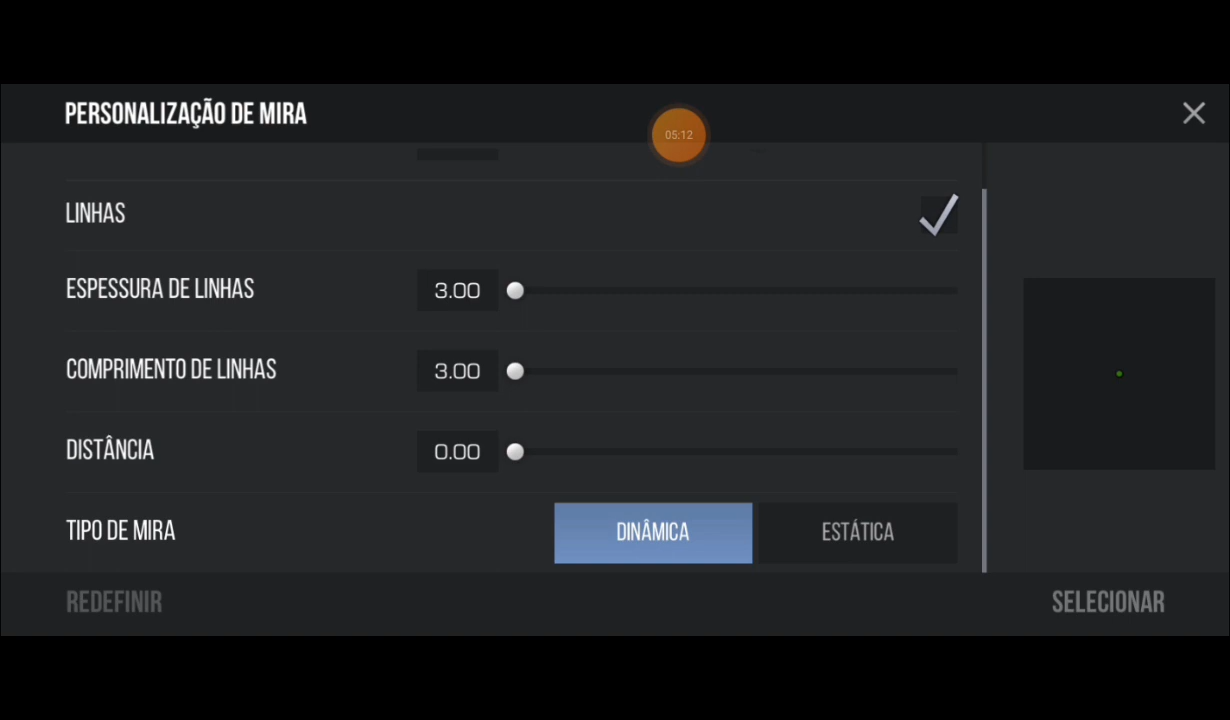 PERSONALIZAÇÃO DE MIRA
05:12
LINHAS
ESPESSURA DE LINHAS 3.00
COMPRIMENTO DE LINHAS 3.00
DISTÂNCIA 0.00
TIPO DE MIRA DINÂMICA ESTÁTICA
REDEFINIR SELECIONAR